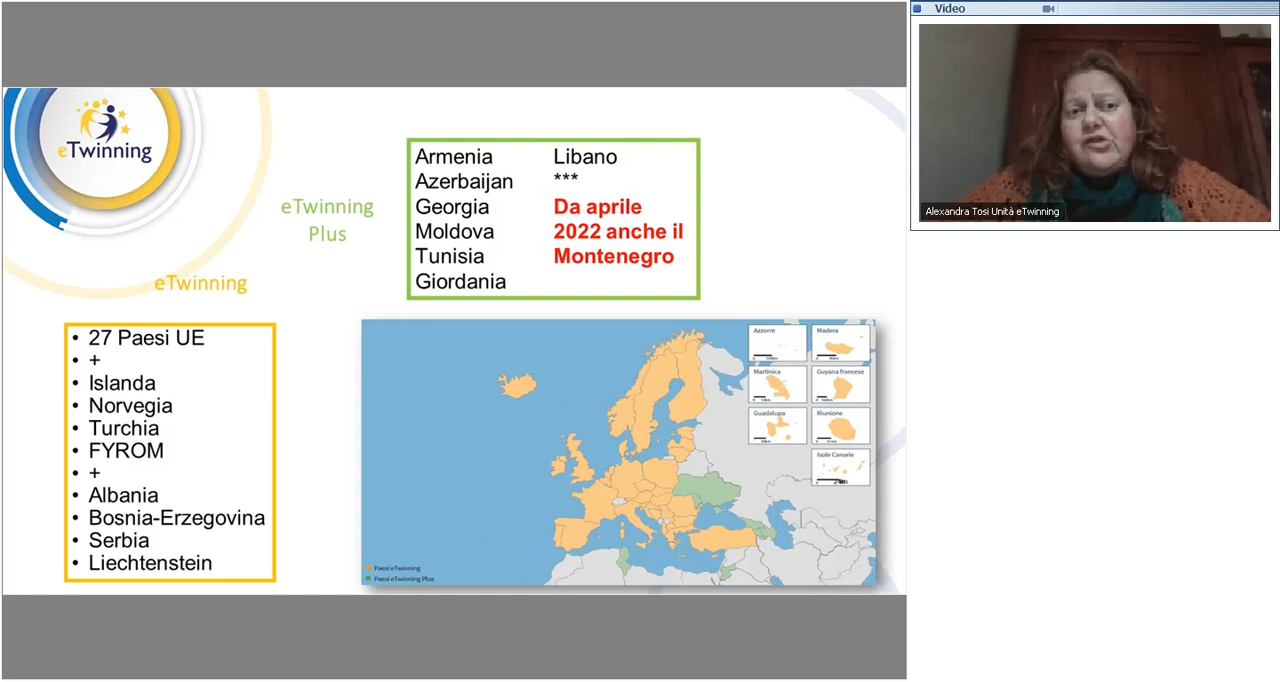 eTwinning
eTwinning
Plus
Armenia
Azerbaijan
Georgia
Moldova
Tunisia
Giordania
Libano
***
Da aprile
2022 anche il
Montenegro
eTwinning
• 27 Paesi UE
• +
• Islanda
• Norvegia
• Turchia
• FYROM
• +
• Albania
• Bosnia-Erzegovina
• Serbia
• Liechtenstein
Azzorre
Madera
Martinica
Guyana francese
Guadalupa
Riunione
Isole Canarie
Paesi eTwinning
Paesi eTwinning Plus
Video
Alexandra Tosi Unità eTwinning